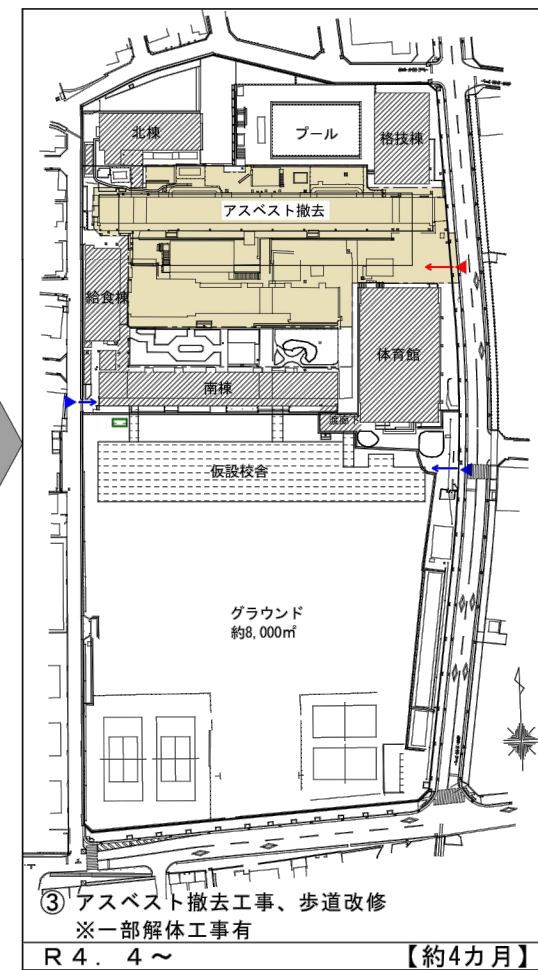 北棟
プール
格技棟
アスベスト撤去
給食棟
体育館
南棟
渡廊下
仮設校舎
グラウンド
約8,000㎡
③ アスベスト撤去工事、歩道改修
※一部解体工事有
R4. 4～
【約4カ月】